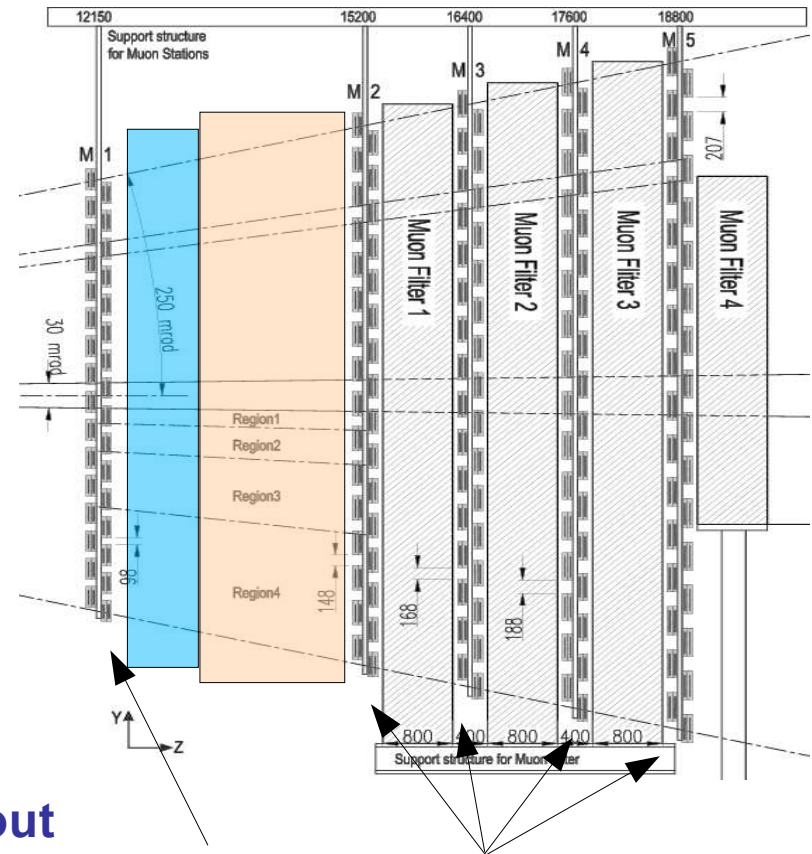 12150
15200
16400
17600
18800
Support structure
for Muon Stations
M 1
M 2
M 3
M 4
M 5
207
Muon Filter 1
Muon Filter 2
Muon Filter 3
Muon Filter 4
250 mrad
30 mrad
Region1
Region2
Region3
Region4
98
148
168
188
Y
Z
800
400
800
400
800
Support structure for Muon
out